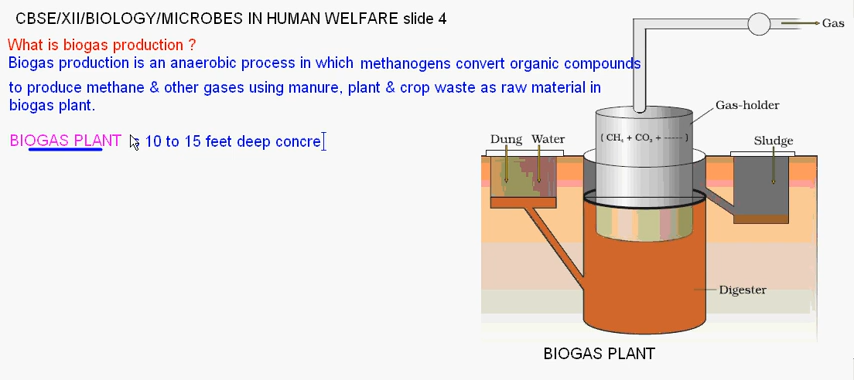 CBSE/XII/BIOLOGY/MICROBES IN HUMAN WELFARE slide 4
What is biogas production ?
Biogas production is an anaerobic process in which methanogens convert organic compounds
to produce methane & other gases using manure, plant & crop waste as raw material in
biogas plant.
BIOGAS PLANT = 10 to 15 feet deep concre
Gas
Gas-holder
( CH₄ + CO₂ + ----- )
Dung Water
Sludge
Digester
BIOGAS PLANT